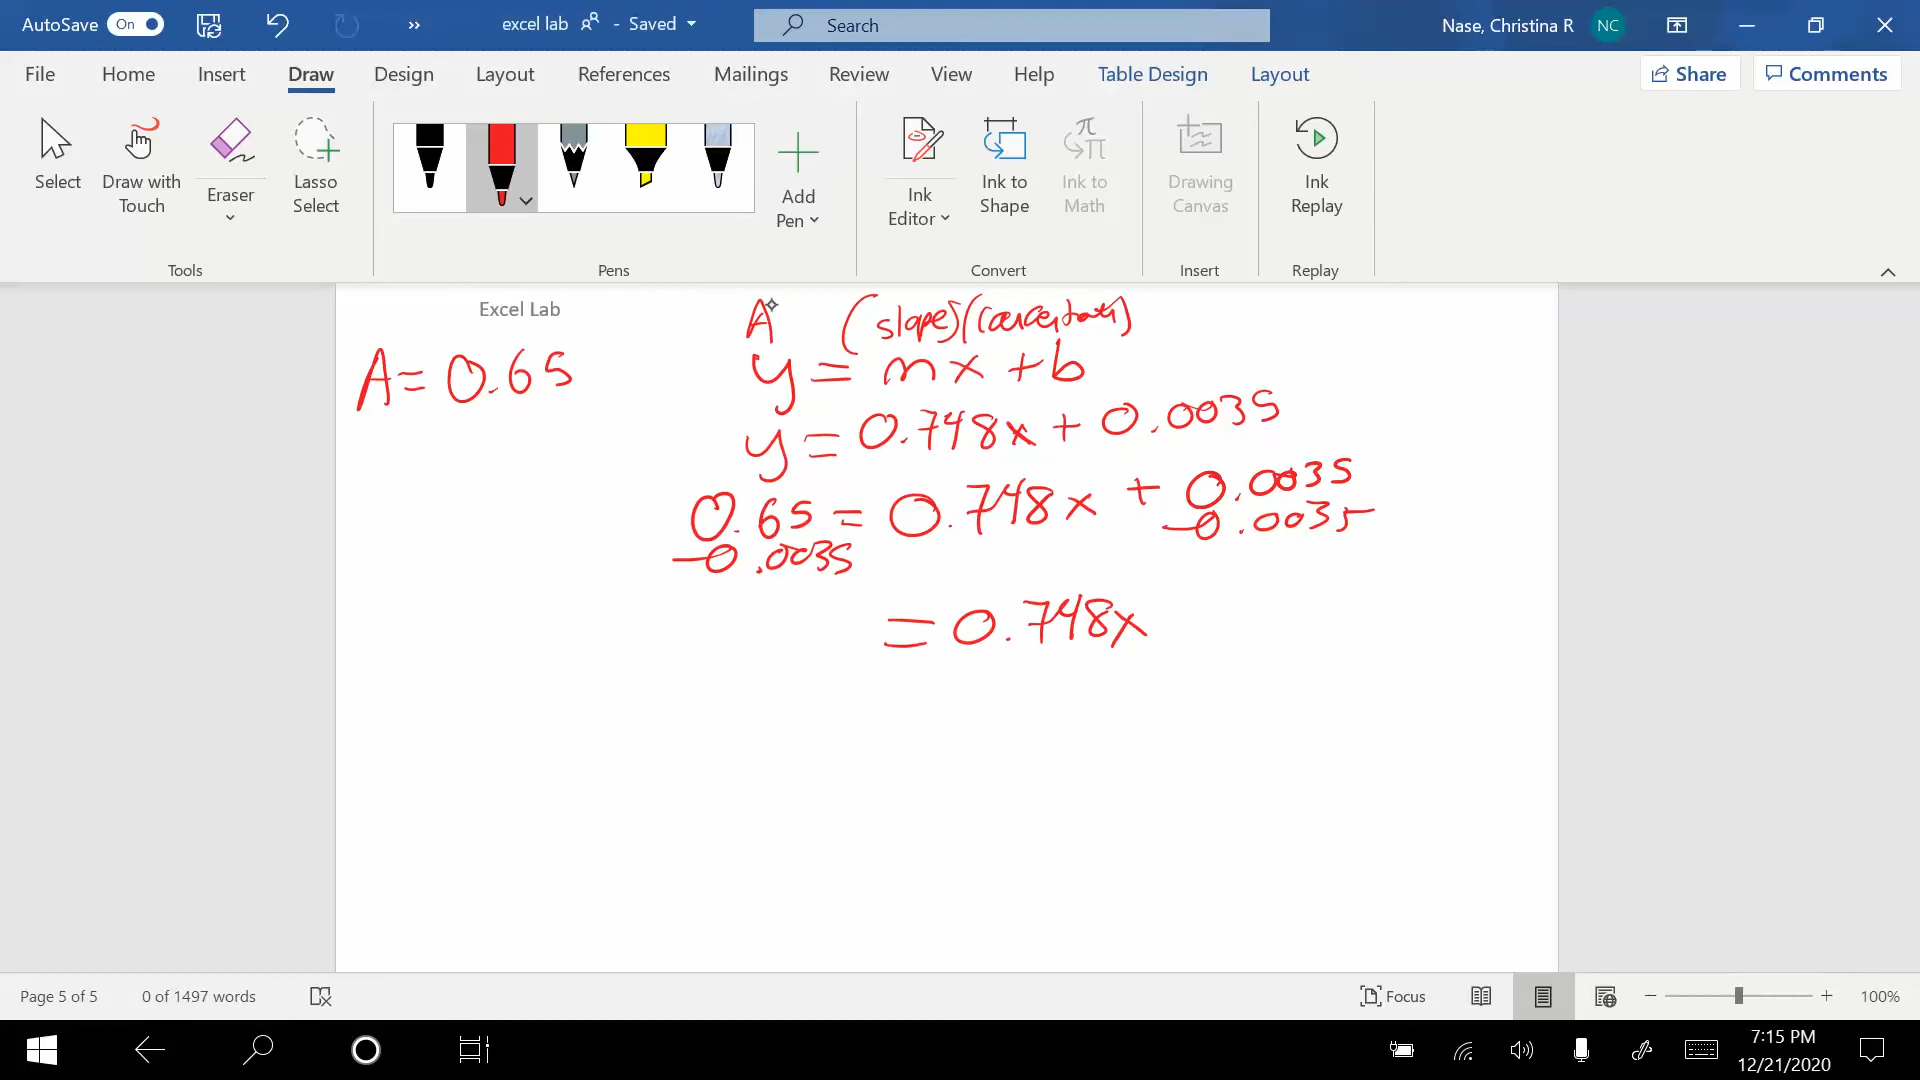 AutoSave On » excel lab - Saved Search Nase, Christina R NC
File Home Insert Draw Design Layout References Mailings Review View Help Table Design Layout Share Comments
Select Draw with Touch Eraser Lasso Select Add Pen Ink Editor Ink to Shape Ink to Math Drawing Canvas Ink Replay
Tools Pens Convert Insert Replay
Excel Lab
A (slope)
A = 0.65
y = mx + b
y = 0.748x + 0.0035
0.65 = 0.748x + 0.0035
-0.0035 -0.0035
= 0.748x
Page 5 of 5 0 of 1497 words Focus 100%
7:15 PM
12/21/2020